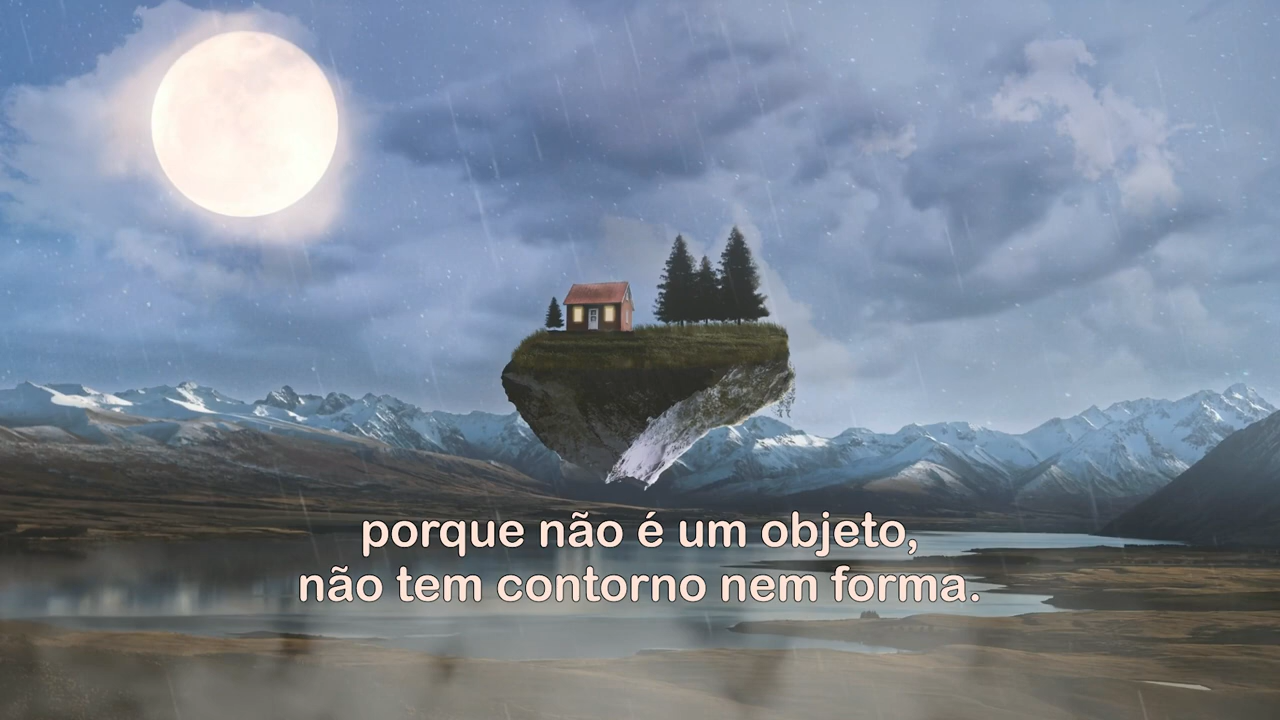 porque não é um objeto,
não tem contorno nem forma.